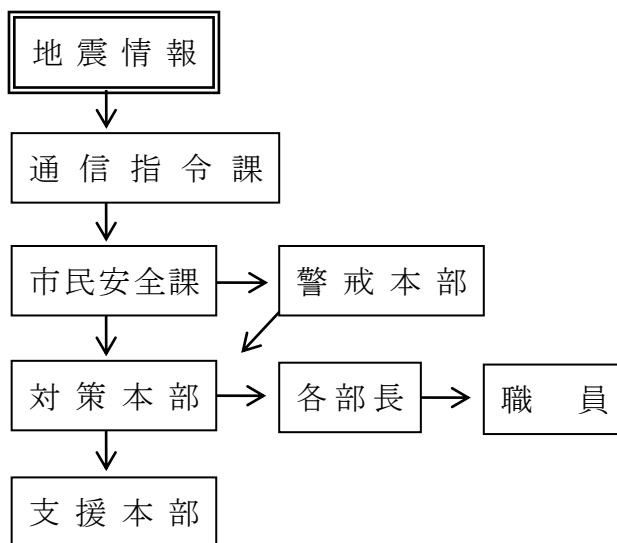 地震情報
通信指令課
市民安全課
警戒本部
対策本部
各部長
職員
支援本部